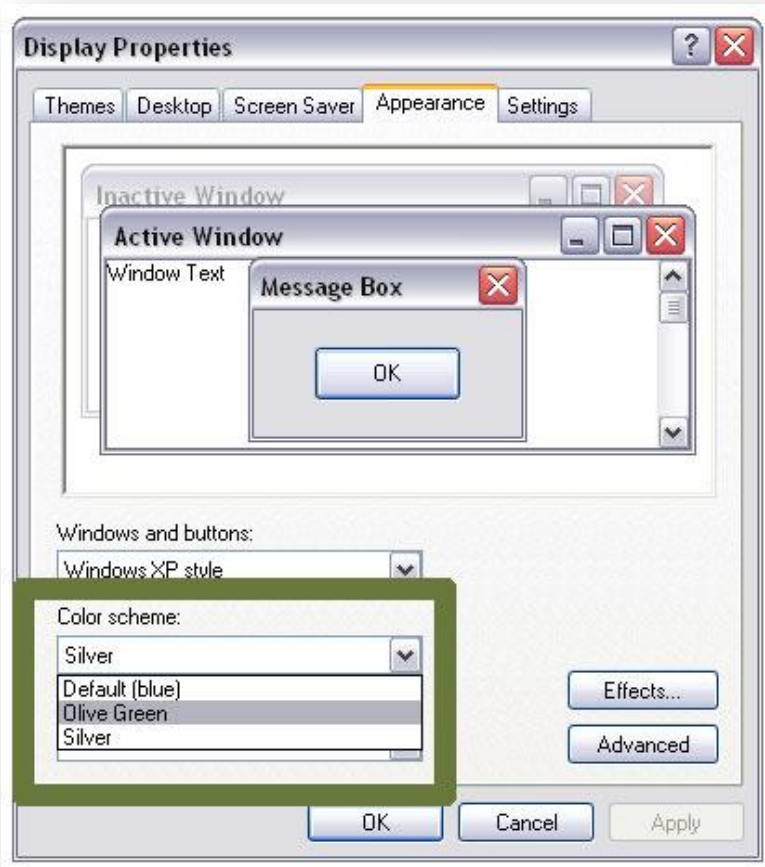 Display Properties
?
Themes Desktop Screen Saver Appearance Settings
Inactive Window
Active Window
Window Text
Message Box
OK
Windows and buttons:
Windows XP style
Color scheme:
Silver
Default (blue)
Olive Green
Silver
Effects...
Advanced
OK Cancel Apply